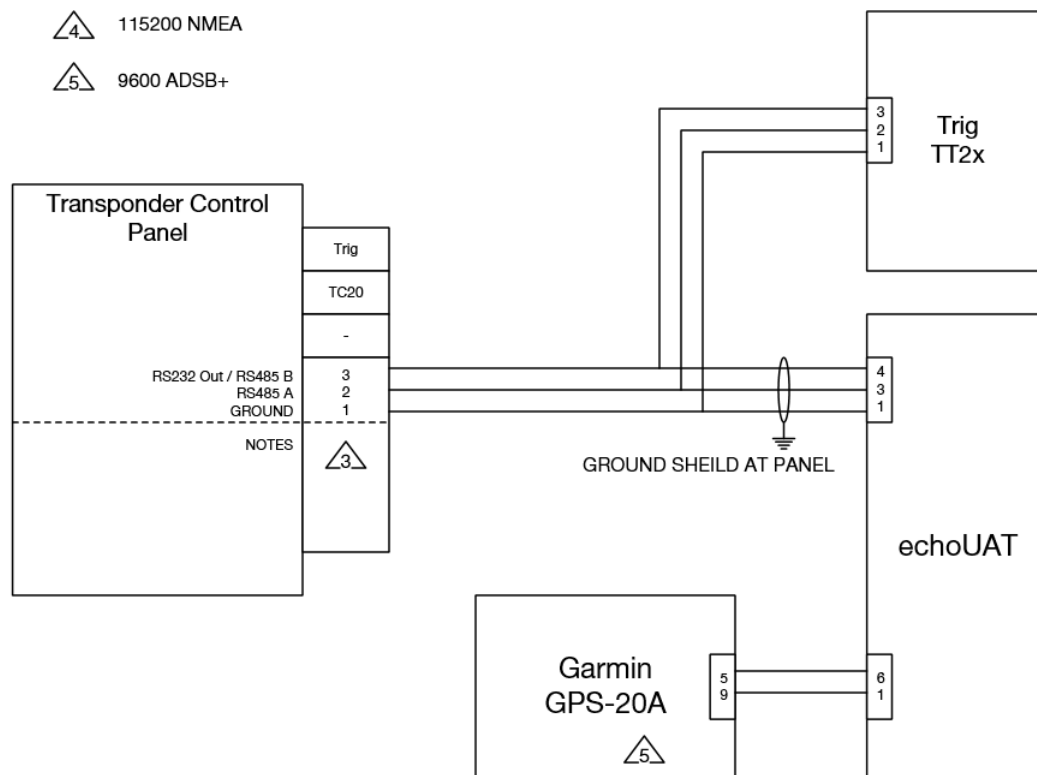 4 115200 NMEA
5 9600 ADSB+
Transponder Control
Panel
Trig
TC20
-
RS232 Out / RS485 B 3
RS485 A 2
GROUND 1
NOTES 3
3
2
1
Trig
TT2x
4
3
1
GROUND SHEILD AT PANEL
echoUAT
Garmin
GPS-20A
5
5
9
6
1